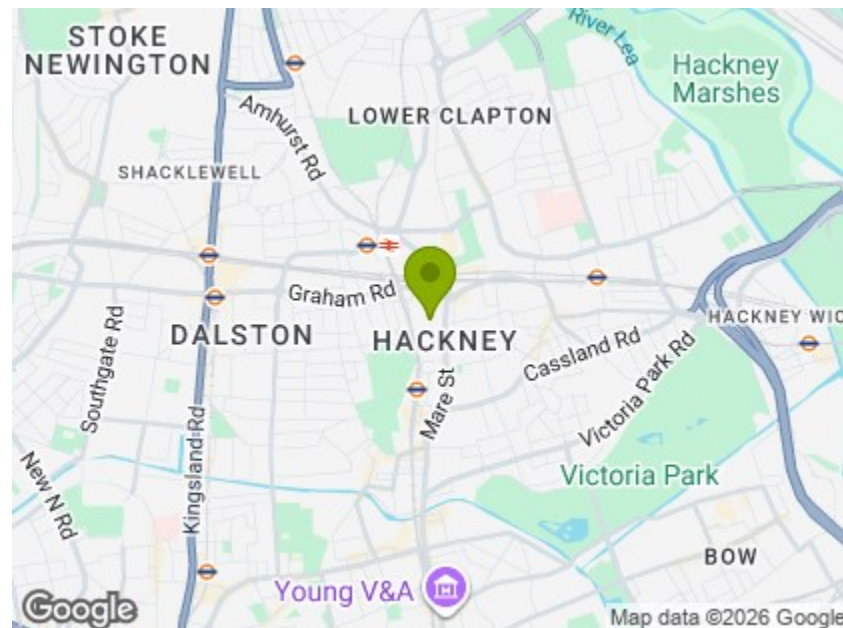 STOKE
NEWINGTON
River Lea
Hackney
Marshes
Amhurst Rd
LOWER CLAPTON
SHACKLEWELL
Graham Rd
DALSTON
HACKNEY
HACKNEY WIC
Southgate Rd
Cassland Rd
Mare St
Victoria Park Rd
Kingsland Rd
New N Rd
Victoria Park
BOW
Young V&A
Google
Map data ©2026 Google